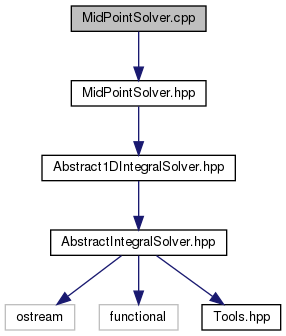 MidPointSolver.cpp
MidPointSolver.hpp
Abstract1DIntegralSolver.hpp
AbstractIntegralSolver.hpp
ostream
functional
Tools.hpp